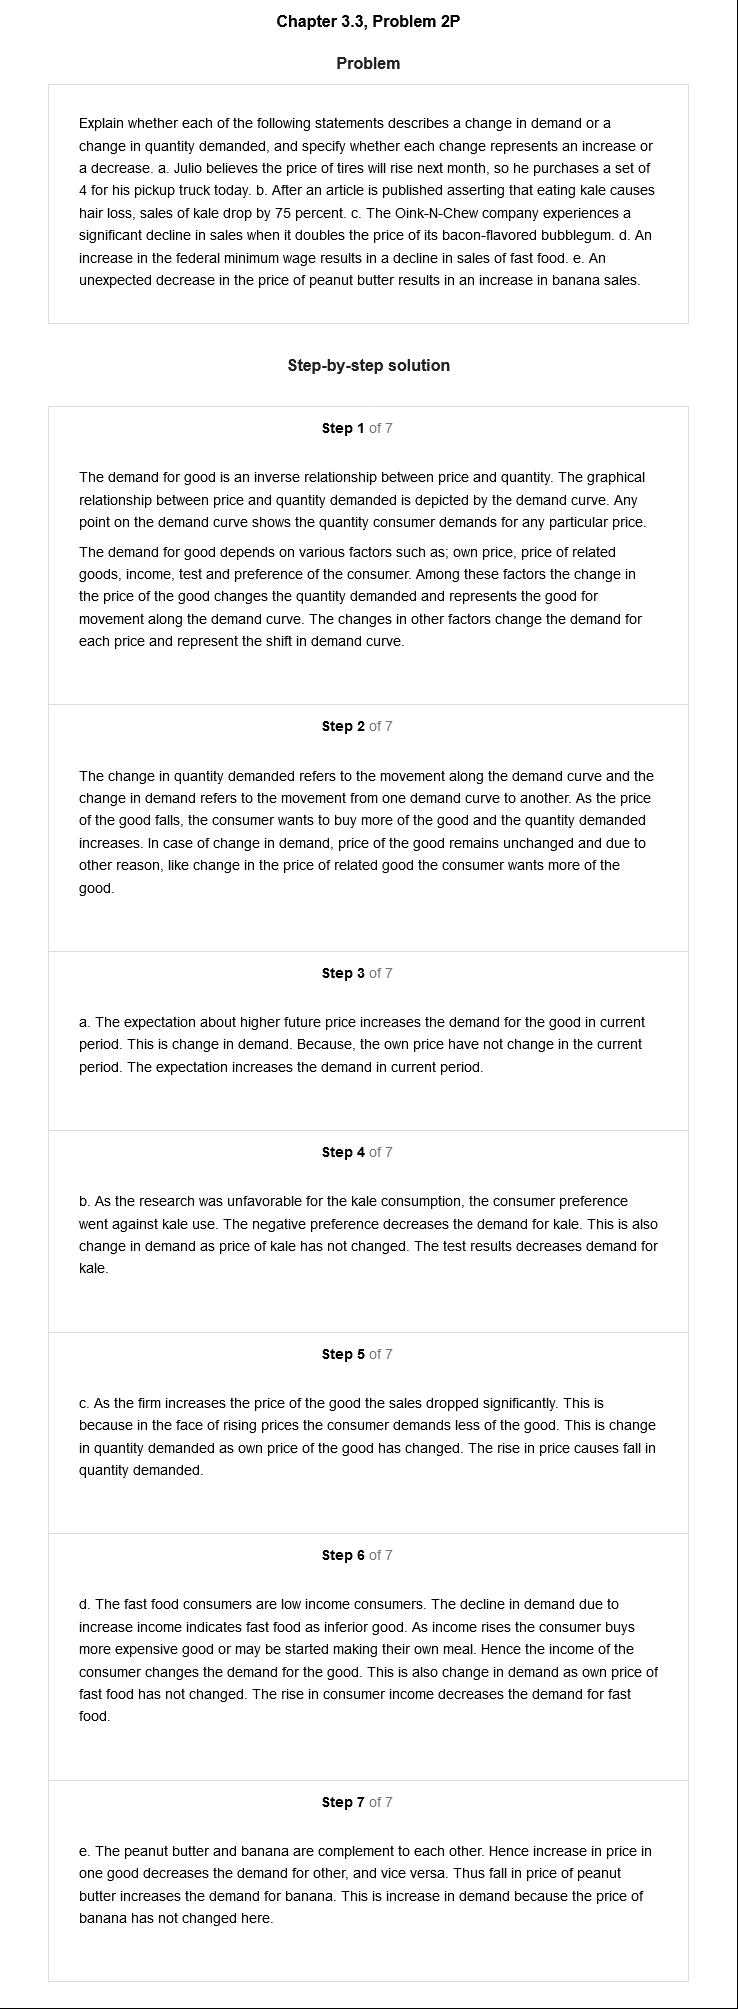 Chapter 3.3, Problem 2P
Problem
Explain whether each of the following statements describes a change in demand or a
change in quantity demanded, and specify whether each change represents an increase or
a decrease. a. Julio believes the price of tires will rise next month, so he purchases a set of
4 for his pickup truck today. b. After an article is published asserting that eating kale causes
hair loss, sales of kale drop by 75 percent. c. The Oink-N-Chew company experiences a
significant decline in sales when it doubles the price of its bacon-flavored bubblegum. d. An
increase in the federal minimum wage results in a decline in sales of fast food. e. An
unexpected decrease in the price of peanut butter results in an increase in banana sales.
Step-by-step solution
Step 1 of 7
The demand for good is an inverse relationship between price and quantity. The graphical
relationship between price and quantity demanded is depicted by the demand curve. Any
point on the demand curve shows the quantity consumer demands for any particular price.
The demand for good depends on various factors such as; own price, price of related
goods, income, test and preference of the consumer. Among these factors the change in
the price of the good changes the quantity demanded and represents the good for
movement along the demand curve. The changes in other factors change the demand for
each price and represent the shift in demand curve.
Step 2 of 7
The change in quantity demanded refers to the movement along the demand curve and the
change in demand refers to the movement from one demand curve to another. As the price
of the good falls, the consumer wants to buy more of the good and the quantity demanded
increases. In case of change in demand, price of the good remains unchanged and due to
other reason, like change in the price of related good the consumer wants more of the
good.
Step 3 of 7
a. The expectation about higher future price increases the demand for the good in current
period. This is change in demand. Because, the own price have not change in the current
period. The expectation increases the demand in current period.
Step 4 of 7
b. As the research was unfavorable for the kale consumption, the consumer preference
went against kale use. The negative preference decreases the demand for kale. This is also
change in demand as price of kale has not changed. The test results decreases demand for
kale.
Step 5 of 7
c. As the firm increases the price of the good the sales dropped significantly. This is
because in the face of rising prices the consumer demands less of the good. This is change
in quantity demanded as own price of the good has changed. The rise in price causes fall in
quantity demanded.
Step 6 of 7
d. The fast food consumers are low income consumers. The decline in demand due to
increase income indicates fast food as inferior good. As income rises the consumer buys
more expensive good or may be started making their own meal. Hence the income of the
consumer changes the demand for the good. This is also change in demand as own price of
fast food has not changed. The rise in consumer income decreases the demand for fast
food.
Step 7 of 7
e. The peanut butter and banana are complement to each other. Hence increase in price in
one good decreases the demand for other, and vice versa. Thus fall in price of peanut
butter increases the demand for banana. This is increase in demand because the price of
banana has not changed here.